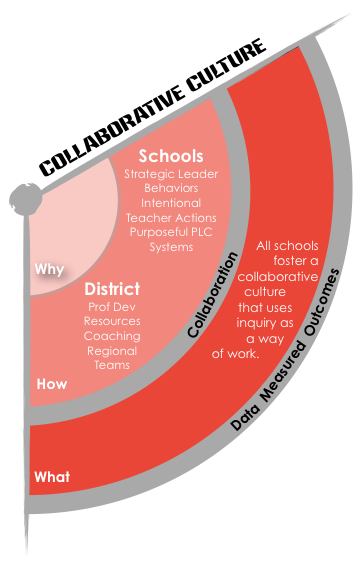 COLLABORATIVE CULTURE
Schools
Strategic Leader
Behaviors
Intentional
Teacher Actions
Purposeful PLC
Systems
Why
District
Prof Dev
Resources
Coaching
Regional
Teams
How
Collaboration
All schools
foster a
collaborative
culture
that uses
inquiry as
a way
of work.
What
Data Measured Outcomes